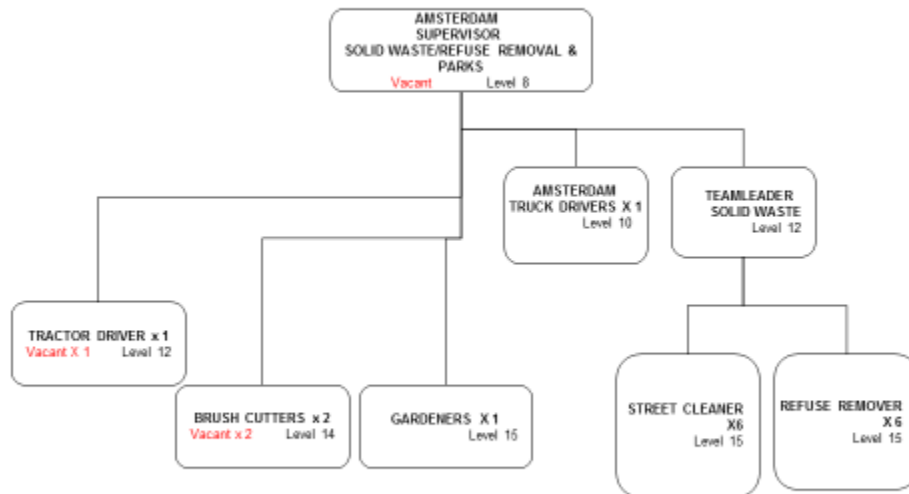 AMSTERDAM
SUPERVISOR
SOLID WASTE/REFUSE REMOVAL &
PARKS
Vacant Level 8
AMSTERDAM
TRUCK DRIVERS X 1
Level 10
TEAMLEADER
SOLID WASTE
Level 12
TRACTOR DRIVER x 1
Vacant X 1 Level 12
BRUSH CUTTERS x 2
Vacant x 2 Level 14
GARDENERS X 1
Level 15
STREET CLEANER
X6
Level 15
REFUSE REMOVER
X 6
Level 15